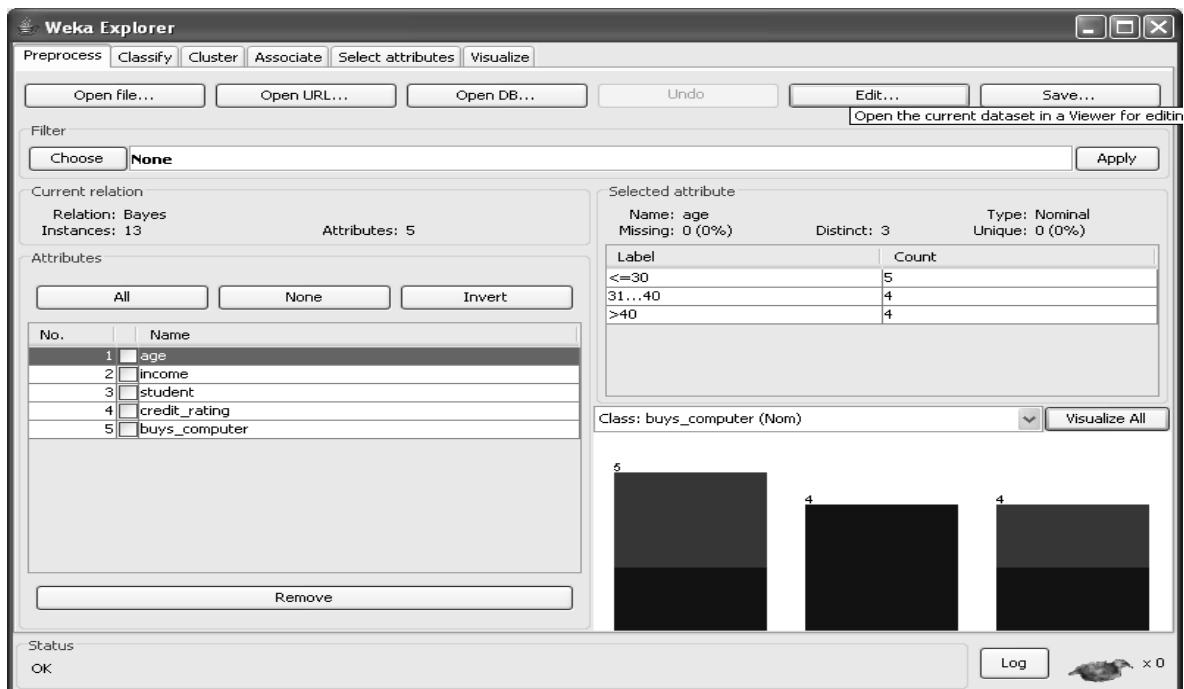 Weka Explorer
Preprocess Classify Cluster Associate Select attributes Visualize
Open file... Open URL... Open DB... Undo Edit... Save...
Open the current dataset in a Viewer for editin
Filter
Choose None Apply
Current relation
Relation: Bayes
Instances: 13 Attributes: 5
Attributes
All None Invert
No. Name
1 age
2 income
3 student
4 credit_rating
5 buys_computer
Remove
Selected attribute
Name: age Type: Nominal
Missing: 0 (0%) Distinct: 3 Unique: 0 (0%)
Label Count
<=30 5
31...40 4
>40 4
Class: buys_computer (Nom) Visualize All
5
4
4
Status
OK
Log x 0